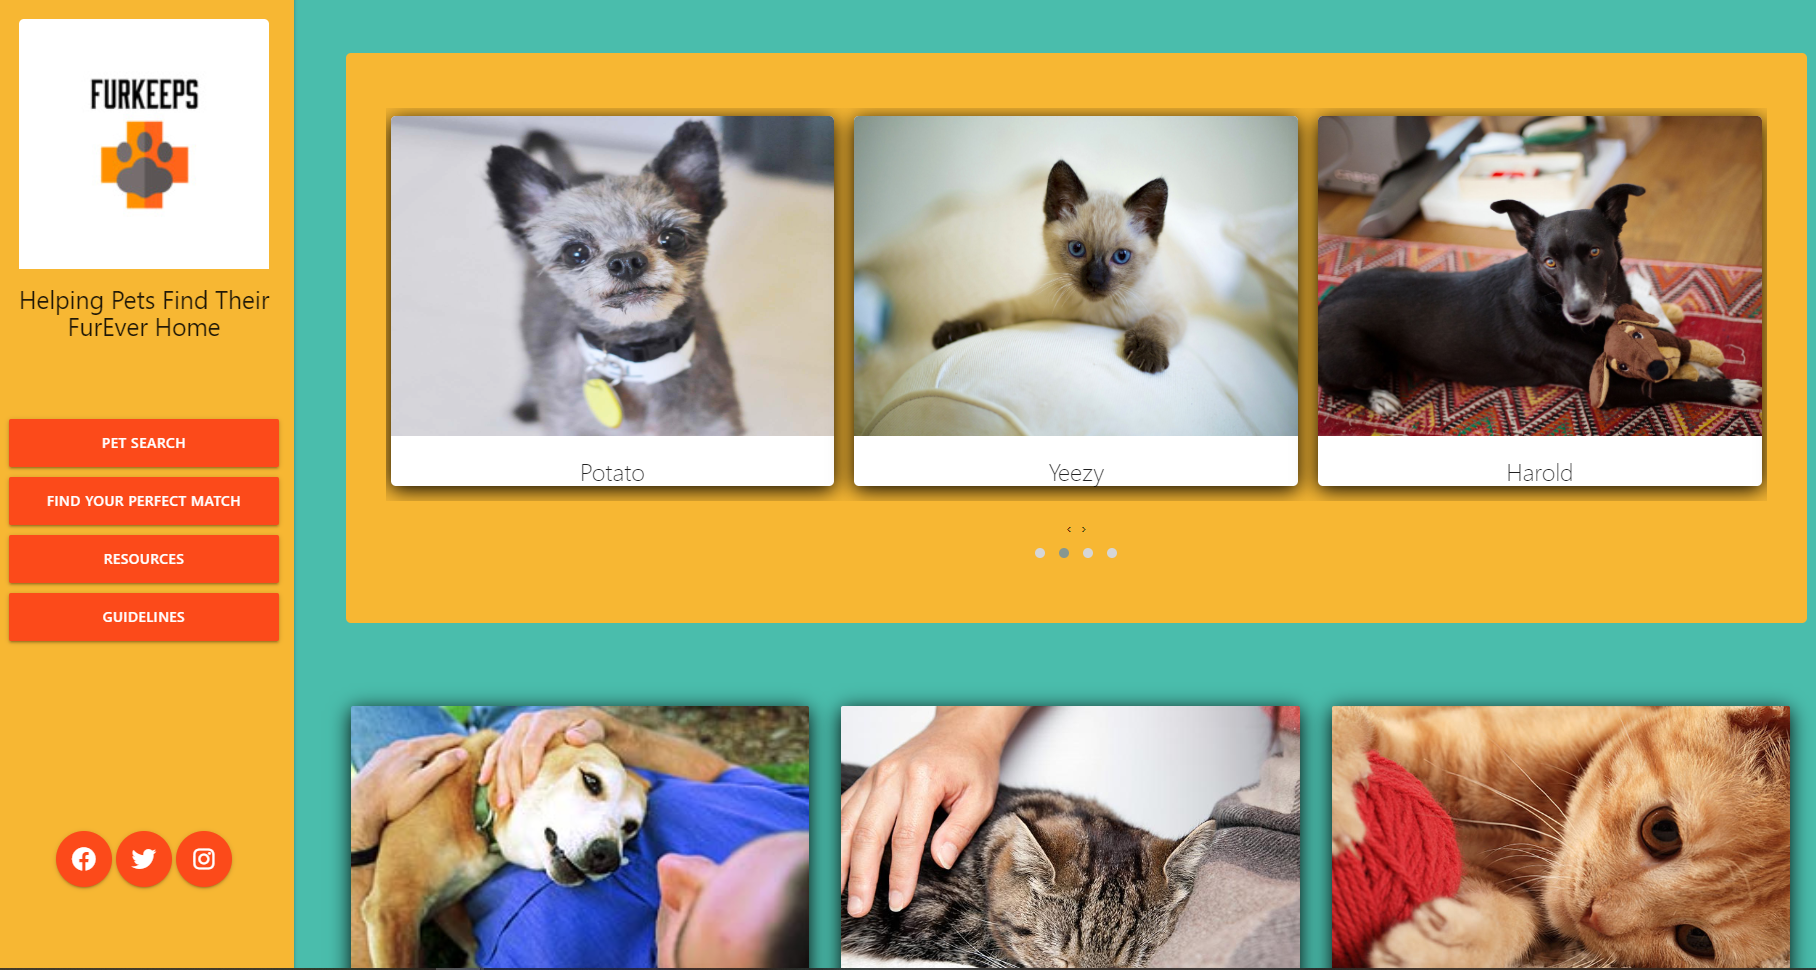 FURKEEPS
Helping Pets Find Their
FurEver Home
PET SEARCH
FIND YOUR PERFECT MATCH
RESOURCES
GUIDELINES
Potato
Yeezy
Harold
‹ ›